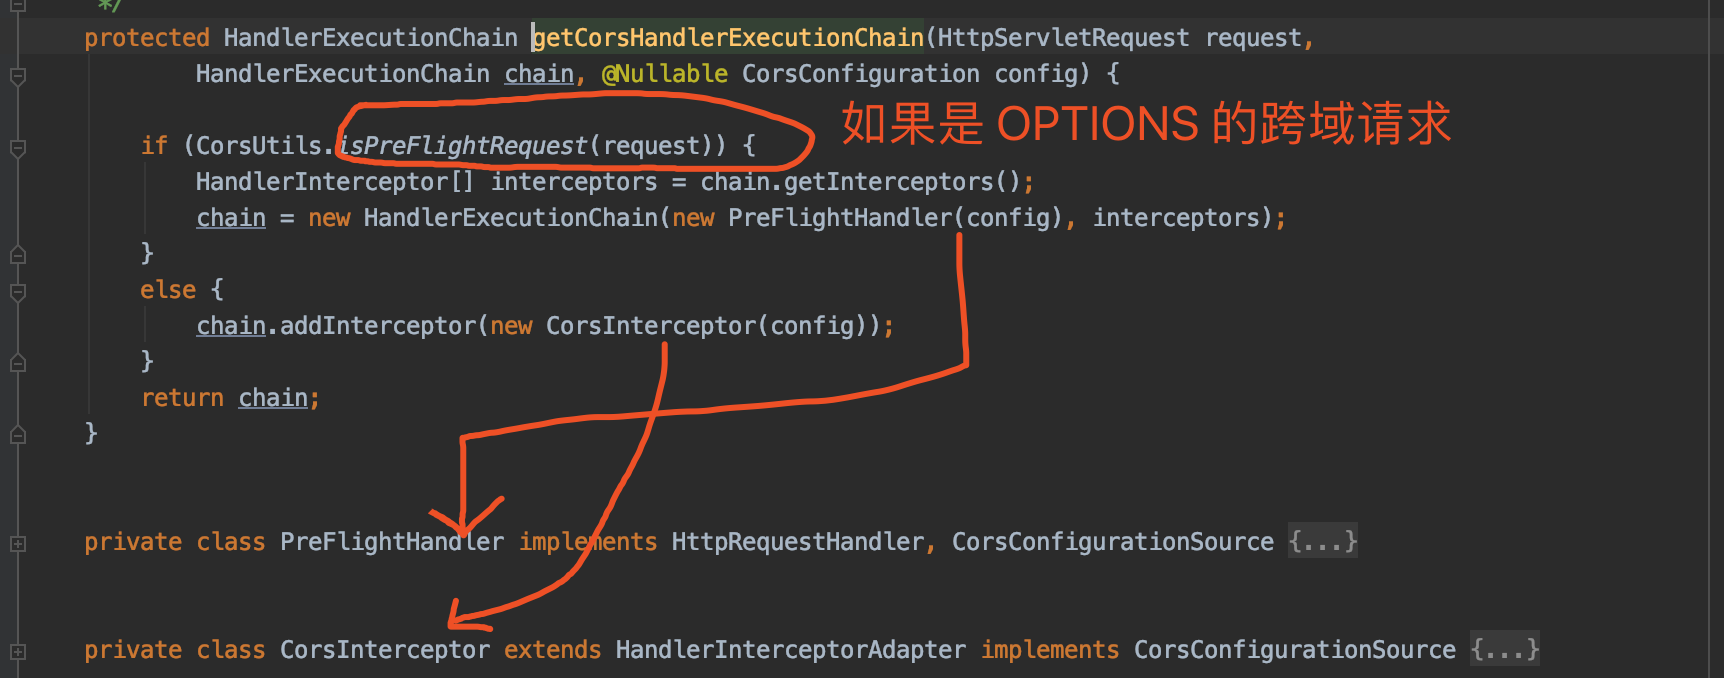 */
protected HandlerExecutionChain getCorsHandlerExecutionChain(HttpServletRequest request,
HandlerExecutionChain chain, @Nullable CorsConfiguration config) {
如果是 OPTIONS 的跨域请求
if (CorsUtils.isPreFlightRequest(request)) {
HandlerInterceptor[] interceptors = chain.getInterceptors();
chain = new HandlerExecutionChain(new PreFlightHandler(config), interceptors);
}
else {
chain.addInterceptor(new CorsInterceptor(config));
}
return chain;
}
private class PreFlightHandler implements HttpRequestHandler, CorsConfigurationSource {...}
private class CorsInterceptor extends HandlerInterceptorAdapter implements CorsConfigurationSource {...}